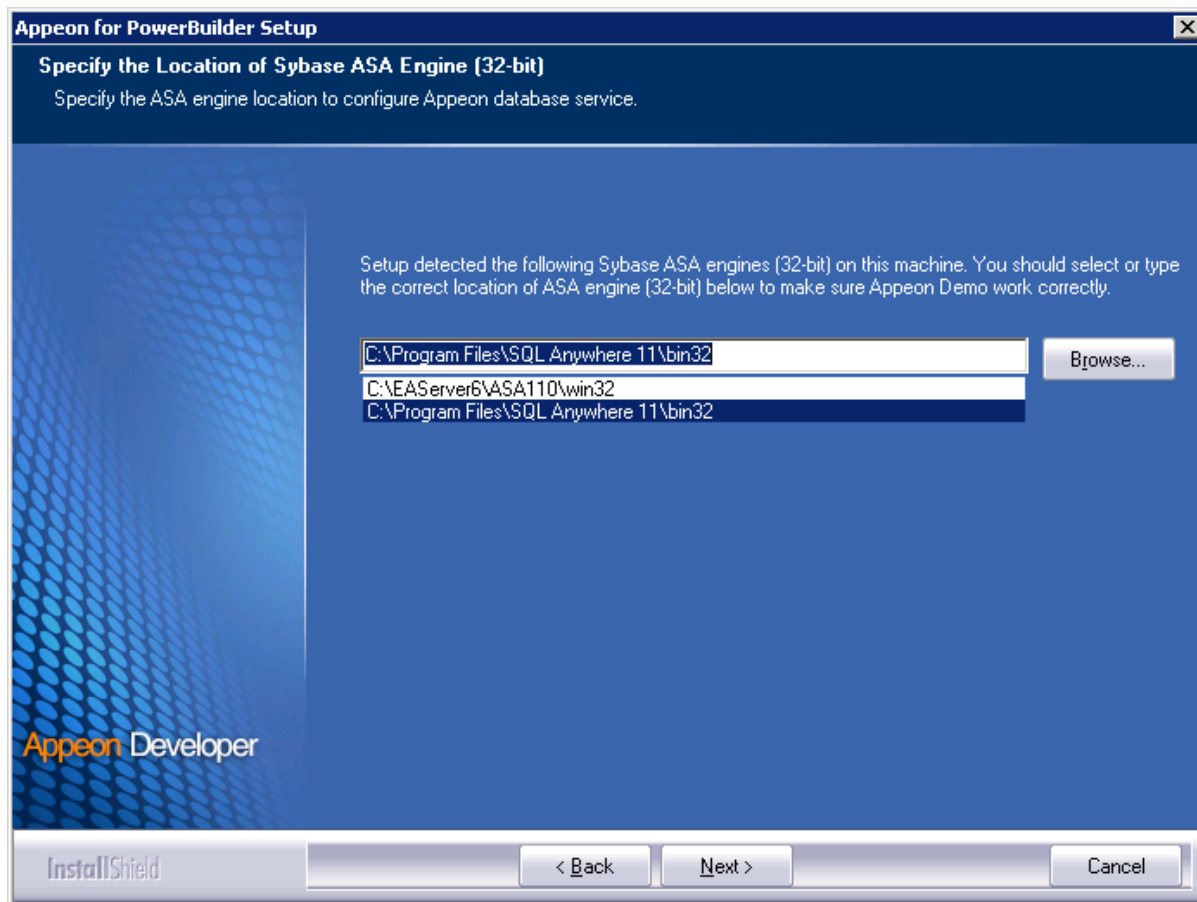 Appeon for PowerBuilder Setup
Specify the Location of Sybase ASA Engine (32-bit)
Specify the ASA engine location to configure Appeon database service.
Setup detected the following Sybase ASA engines (32-bit) on this machine. You should select or type
the correct location of ASA engine (32-bit) below to make sure Appeon Demo work correctly.
C:\Program Files\SQL Anywhere 11\bin32
Browse...
C:\EAServer6\ASA110\win32
C:\Program Files\SQL Anywhere 11\bin32
Appeon Developer
InstallShield
< Back
Next >
Cancel